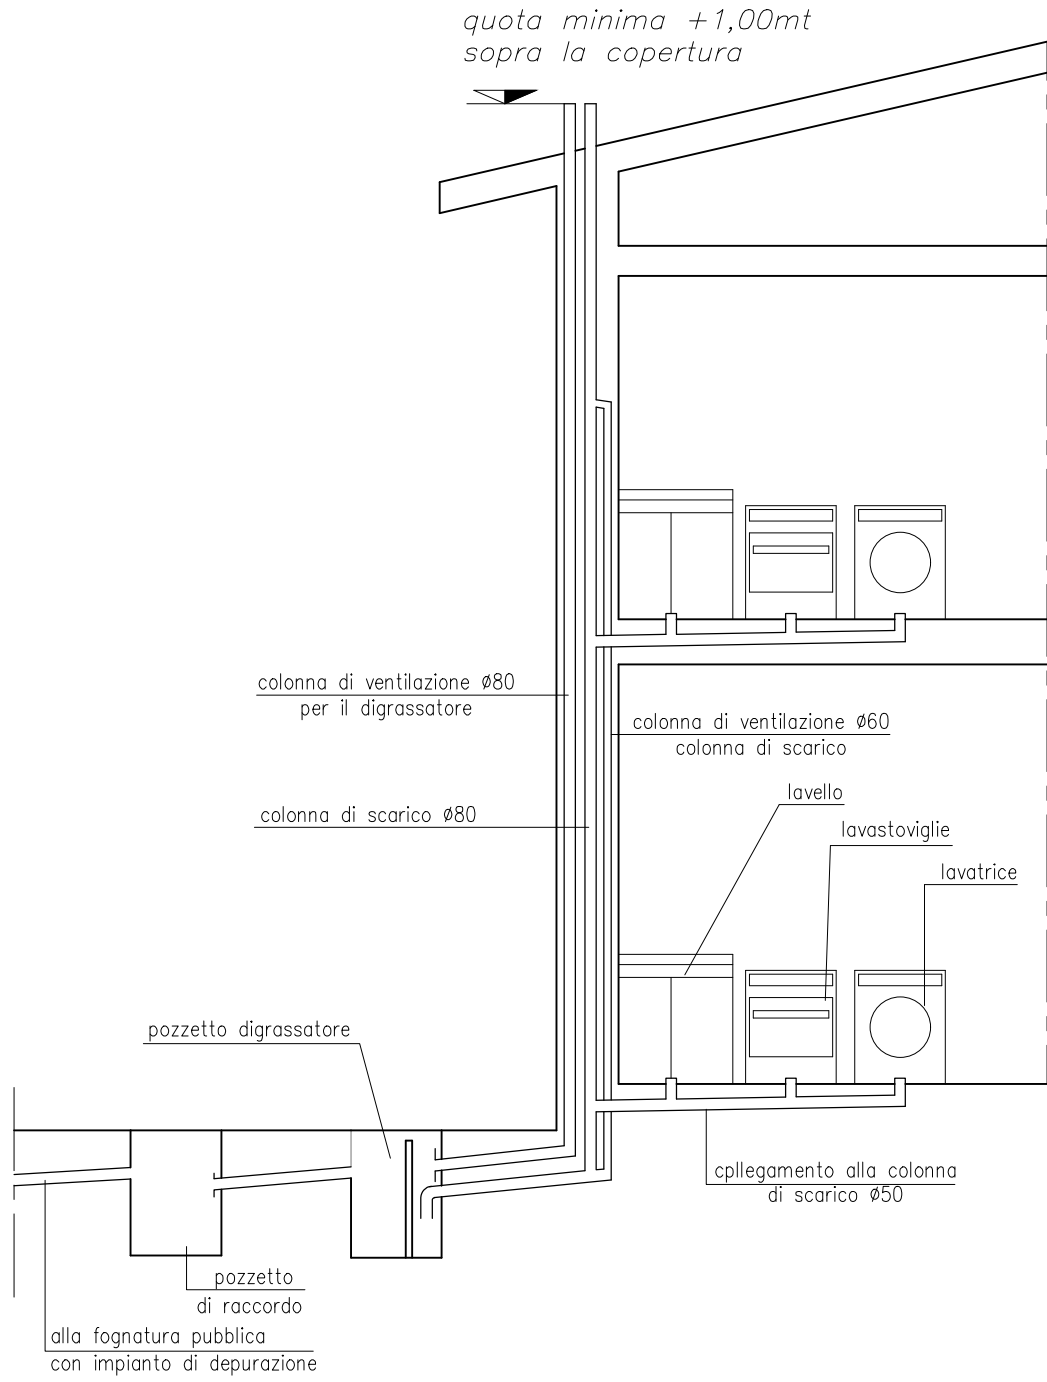 quota minima +1,00mt
sopra la copertura
colonna di ventilazione ø80
per il digrassatore
colonna di ventilazione ø60
colonna di scarico
lavello
colonna di scarico ø80
lavastoviglie
lavatrice
pozzetto digrassatore
cpllegamento alla colonna
di scarico ø50
pozzetto
di raccordo
alla fognatura pubblica
con impianto di depurazione